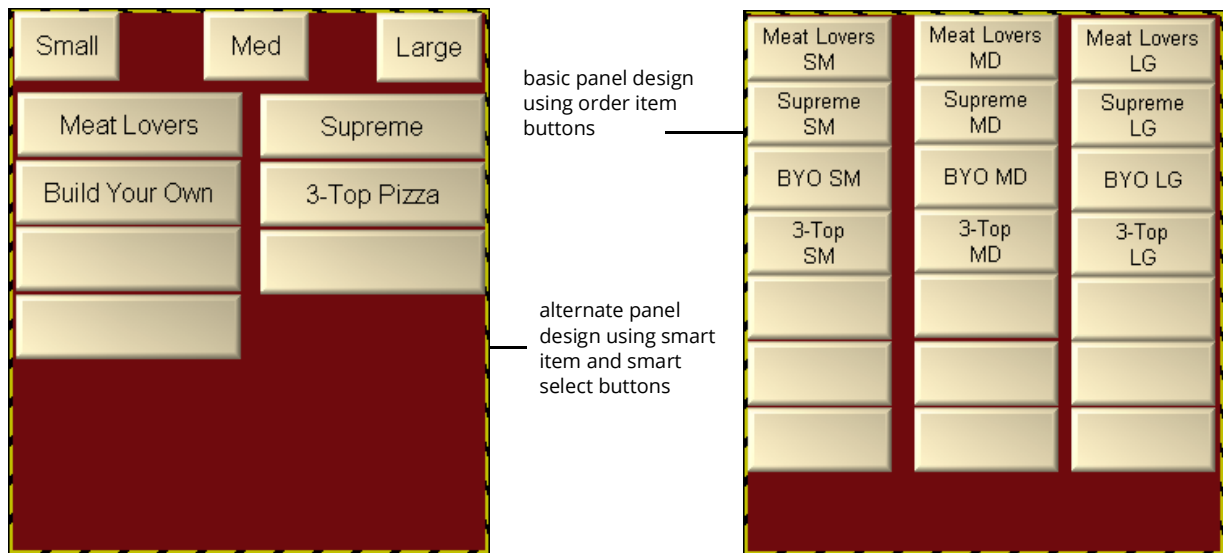 Small
Med
Large
Meat Lovers
Supreme
Build Your Own
3-Top Pizza
basic panel design
using order item
buttons
alternate panel
design using smart
item and smart
select buttons
Meat Lovers
SM
Meat Lovers
MD
Meat Lovers
LG
Supreme
SM
Supreme
MD
Supreme
LG
BYO SM
BYO MD
BYO LG
3-Top
SM
3-Top
MD
3-Top
LG